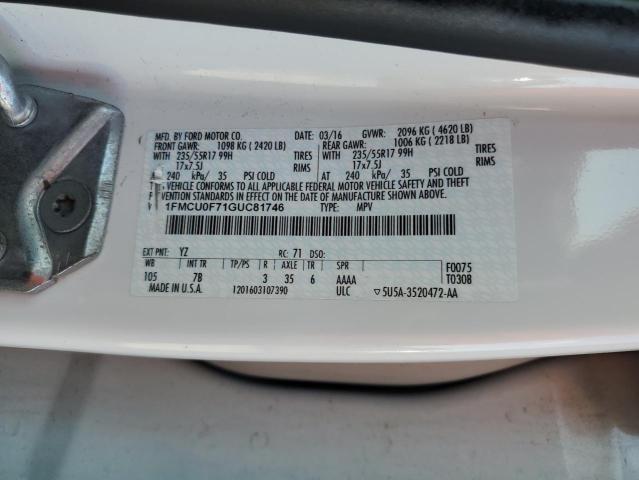 MFD. BY FORD MOTOR CO. DATE: 03/16 GVWR: 2096 KG ( 4620 LB)
FRONT GAWR: 1098 KG ( 2420 LB) REAR GAWR: 1006 KG ( 2218 LB)
WITH 235/55R17 99H TIRES WITH 235/55R17 99H TIRES
17x7.5J RIMS 17x7.5J RIMS
AT 240 kPa/ 35 PSI COLD AT 240 kPa/ 35 PSI COLD
THIS VEHICLE CONFORMS TO ALL APPLICABLE FEDERAL MOTOR VEHICLE SAFETY AND THEFT
PREVENTION STANDARDS IN EFFECT ON THE DATE OF MANUFACTURE SHOWN ABOVE.
VIN: 1FMCU0F71GUC81746 TYPE: MPV
EXT PNT: YZ RC: 71 DSO:
WB INT TR TP/PS R AXLE TR SPR F0075
105 7B 3 35 6 AAAA T0308
MADE IN U.S.A. 1201603107390 ULC ▽ 5U5A-3520472-AA